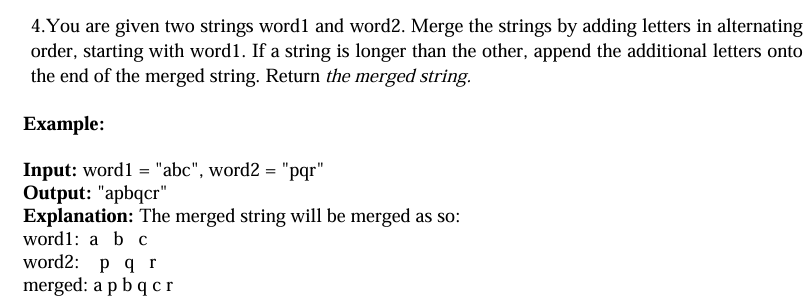 4.You are given two strings word1 and word2. Merge the strings by adding letters in alternating
order, starting with word1. If a string is longer than the other, append the additional letters onto
the end of the merged string. Return the merged string.
Example:
Input: word1 = "abc", word2 = "pqr"
Output: "apbqcr"
Explanation: The merged string will be merged as so:
word1: a b c
word2: p q r
merged: a p b q c r